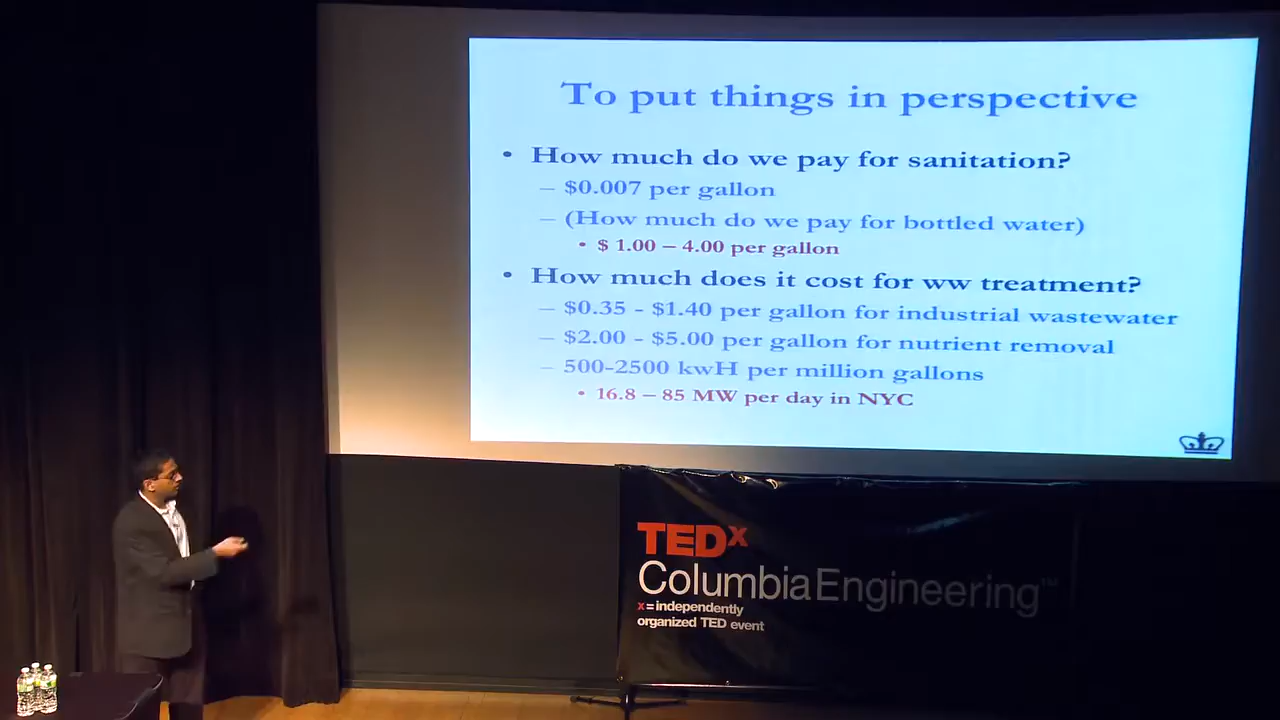 To put things in perspective
• How much do we pay for sanitation?
– $0.007 per gallon
– (How much do we pay for bottled water)
• $ 1.00 – 4.00 per gallon
• How much does it cost for ww treatment?
– $0.35 - $1.40 per gallon for industrial wastewater
– $2.00 - $5.00 per gallon for nutrient removal
– 500-2500 kwH per million gallons
• 16.8 – 85 MW per day in NYC
TEDx
ColumbiaEngineering™
x = independently
organized TED event